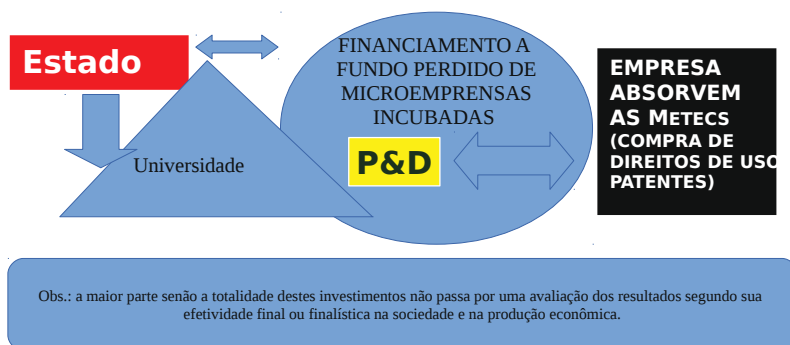 Estado
FINANCIAMENTO A
FUNDO PERDIDO DE
MICROEMPRENSAS
INCUBADAS
EMPRESA
ABSORVEM
AS METECS
(COMPRA DE
DIREITOS DE USO
PATENTES)
Universidade
P&D
Obs.: a maior parte senão a totalidade destes investimentos não passa por uma avaliação dos resultados segundo sua
efetividade final ou finalística na sociedade e na produção econômica.